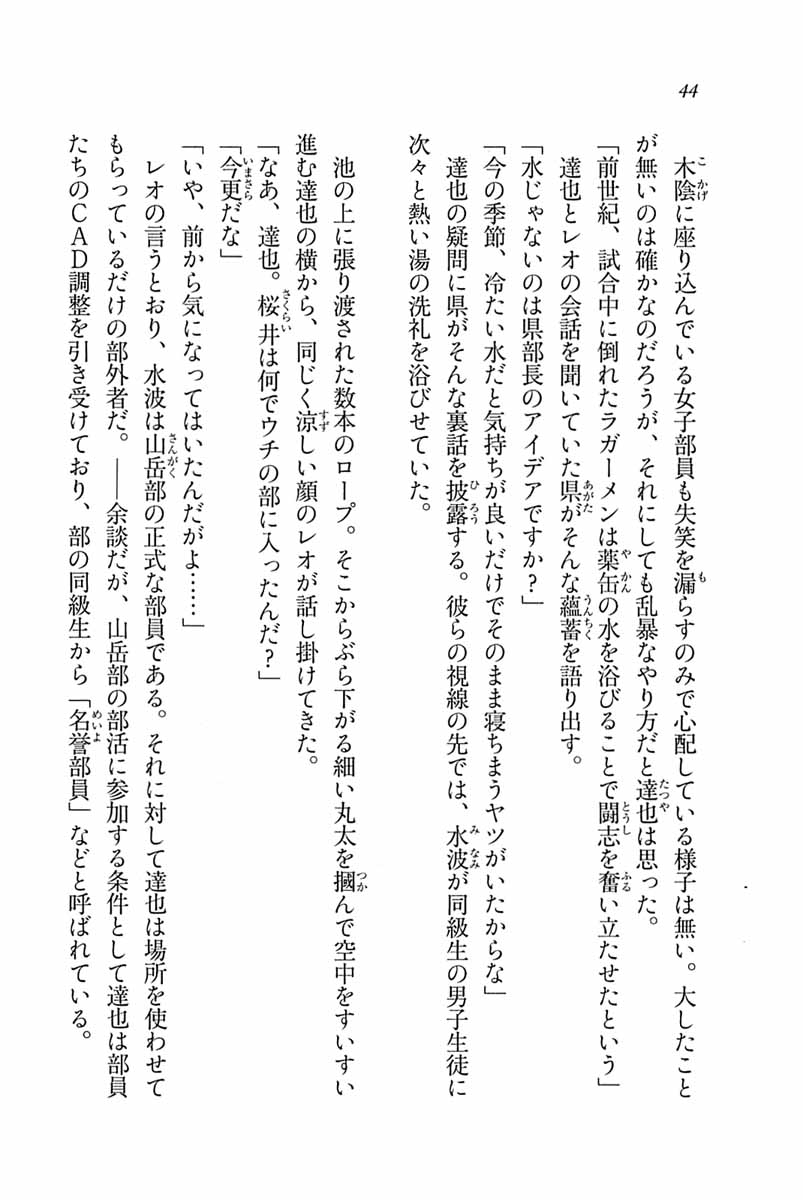 44
木陰に座り込んでいる女子部員も失笑を漏らすのみで心配している様子は無い。大したこと
が無いのは確かなのだろうが、それにしても乱暴なやり方だと達也は思った。
「前世紀、試合中に倒れたラガーメンは薬缶の水を浴びることで闘志を奮い立たせたという」
達也とレオの会話を聞いていた県がそんな蘊蓄を語り出す。
「水じゃないのは県部長のアイデアですか?」
「今の季節、冷たい水だと気持ちが良いだけでそのまま寝ちまうヤツがいたからな」
達也の疑問に県がそんな裏話を披露する。彼らの視線の先では、水波が同級生の男子生徒に
次々と熱い湯の洗礼を浴びせていた。
池の上に張り渡された数本のロープ。そこからぶら下がる細い丸太を摑んで空中をすいすい
進む達也の横から、同じく涼しい顔のレオが話し掛けてきた。
「なあ、達也。桜井は何でウチの部に入ったんだ?」
「今更だな」
「いや、前から気になってはいたんだがよ……」
レオの言うとおり、水波は山岳部の正式な部員である。それに対して達也は場所を使わせて
もらっているだけの部外者だ。――余談だが、山岳部の部活に参加する条件として達也は部員
たちのCAD調整を引き受けており、部の同級生から「名誉部員」などと呼ばれている。